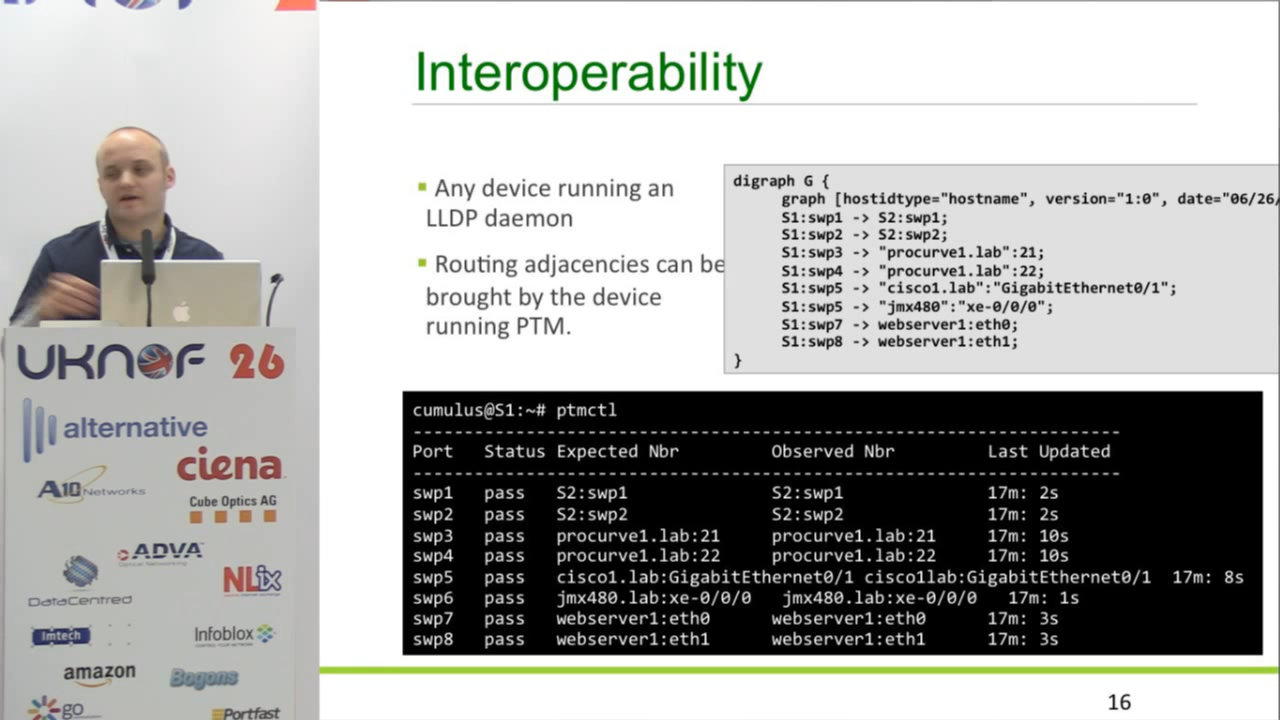 Interoperability
▪ Any device running an
LLDP daemon
▪ Routing adjacencies can be
brought by the device
running PTM.
digraph G {
graph [hostidtype="hostname", version="1:0", date="06/26/
S1:swp1 -> S2:swp1;
S1:swp2 -> S2:swp2;
S1:swp3 -> "procurve1.lab":21;
S1:swp4 -> "procurve1.lab":22;
S1:swp5 -> "cisco1.lab":"GigabitEthernet0/1";
S1:swp5 -> "jmx480":"xe-0/0/0";
S1:swp7 -> webserver1:eth0;
S1:swp8 -> webserver1:eth1;
}
cumulus@S1:~# ptmctl
Port Status Expected Nbr Observed Nbr Last Updated
swp1 pass S2:swp1 S2:swp1 17m: 2s
swp2 pass S2:swp2 S2:swp2 17m: 2s
swp3 pass procurve1.lab:21 procurve1.lab:21 17m: 10s
swp4 pass procurve1.lab:22 procurve1.lab:22 17m: 10s
swp5 pass cisco1.lab:GigabitEthernet0/1 cisco1lab:GigabitEthernet0/1 17m: 8s
swp6 pass jmx480.lab:xe-0/0/0 jmx480.lab:xe-0/0/0 17m: 1s
swp7 pass webserver1:eth0 webserver1:eth0 17m: 3s
swp8 pass webserver1:eth1 webserver1:eth1 17m: 3s
16
UKNOF 26
alternative
ciena
A10 Networks
Cube Optics AG
ADVA
Optical Networking
NLix
DataCentred
Imtech
Infoblox
amazon
Bogons
go
Portfast